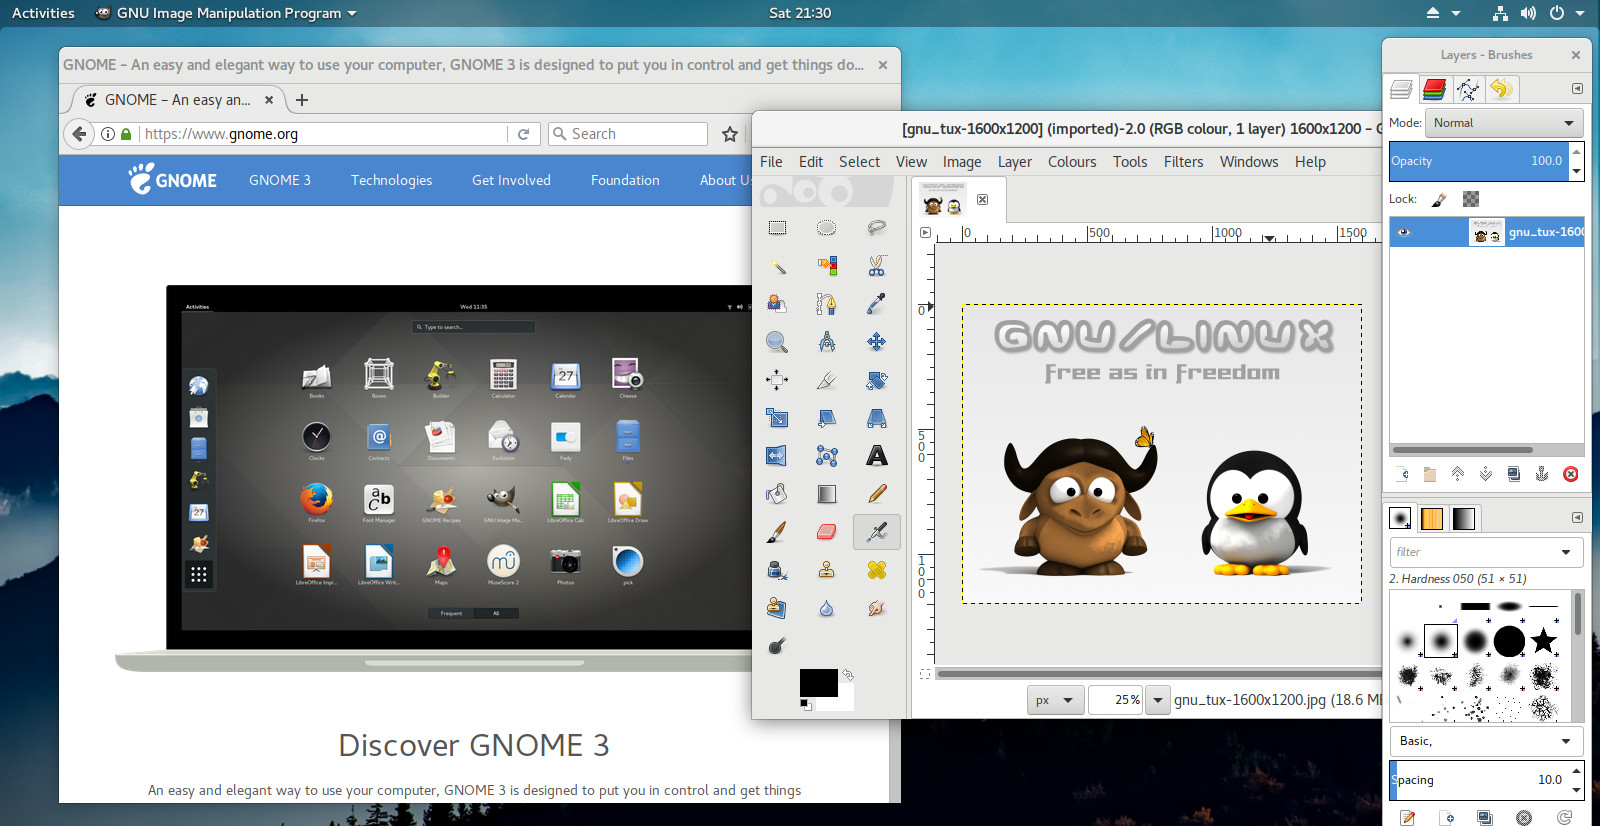 Activities
GNU Image Manipulation Program
Sat 21:30
GNOME – An easy and elegant way to use your computer, GNOME 3 is designed to put you in control and get things do...
GNOME – An easy an...
https://www.gnome.org
Search
GNOME
GNOME 3
Technologies
Get Involved
Foundation
About Us
Activities
Wed 11:35
Type to search...
Books
Boxes
Builder
Calculator
Calendar
Cheese
27
Clocks
Contacts
Documents
Evolution
Fedy
Files
Firefox
Font Manager
GNOME Recipes
GNU Image Ma...
LibreOffice Calc
LibreOffice Draw
27
LibreOffice Impr...
LibreOffice Writ...
Maps
MuseScore 2
Photos
pick
Frequent
All
Discover GNOME 3
An easy and elegant way to use your computer, GNOME 3 is designed to put you in control and get things
[gnu_tux-1600x1200] (imported)-2.0 (RGB colour, 1 layer) 1600x1200 – G
File
Edit
Select
View
Image
Layer
Colours
Tools
Filters
Windows
Help
0
500
1000
1500
0
500
1000
GNU/LINUX
free as in freedom
px
25%
gnu_tux-1600x1200.jpg (18.6 MB
Layers - Brushes
Mode:
Normal
Opacity
100.0
Lock:
gnu_tux-1600
filter
2. Hardness 050 (51 × 51)
Basic,
Spacing
10.0